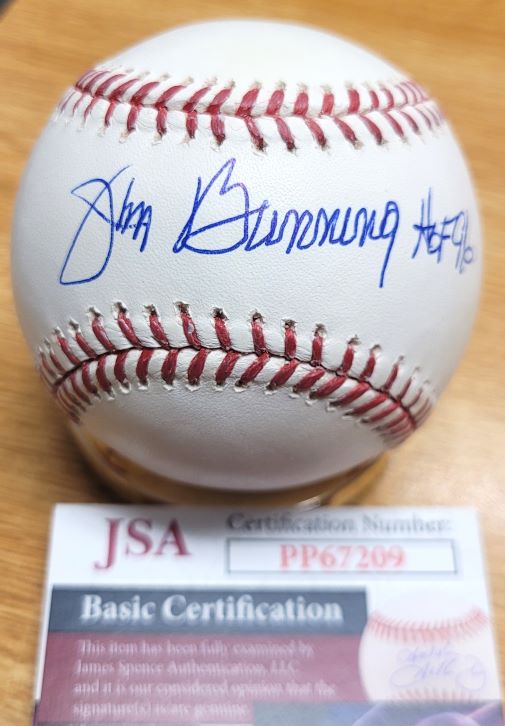 Jim Bunning HOF 96
JSA
Certification Number:
PP67209
Basic Certification
This item has been fully examined by
James Spence Authentication, LLC
and it is our considered opinion that the
signature(s) is are genuine.